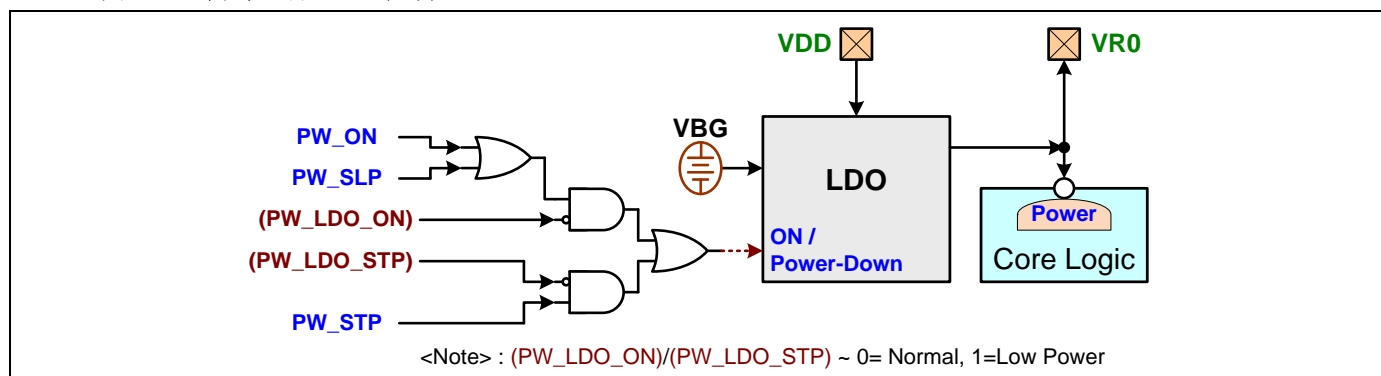 VDD
VR0
PW_ON
VBG
PW_SLP
LDO
(PW_LDO_ON)
Power
(PW_LDO_STP)
ON /
Power-Down
Core Logic
PW_STP
<Note> : (PW_LDO_ON)/(PW_LDO_STP) ~ 0= Normal, 1=Low Power